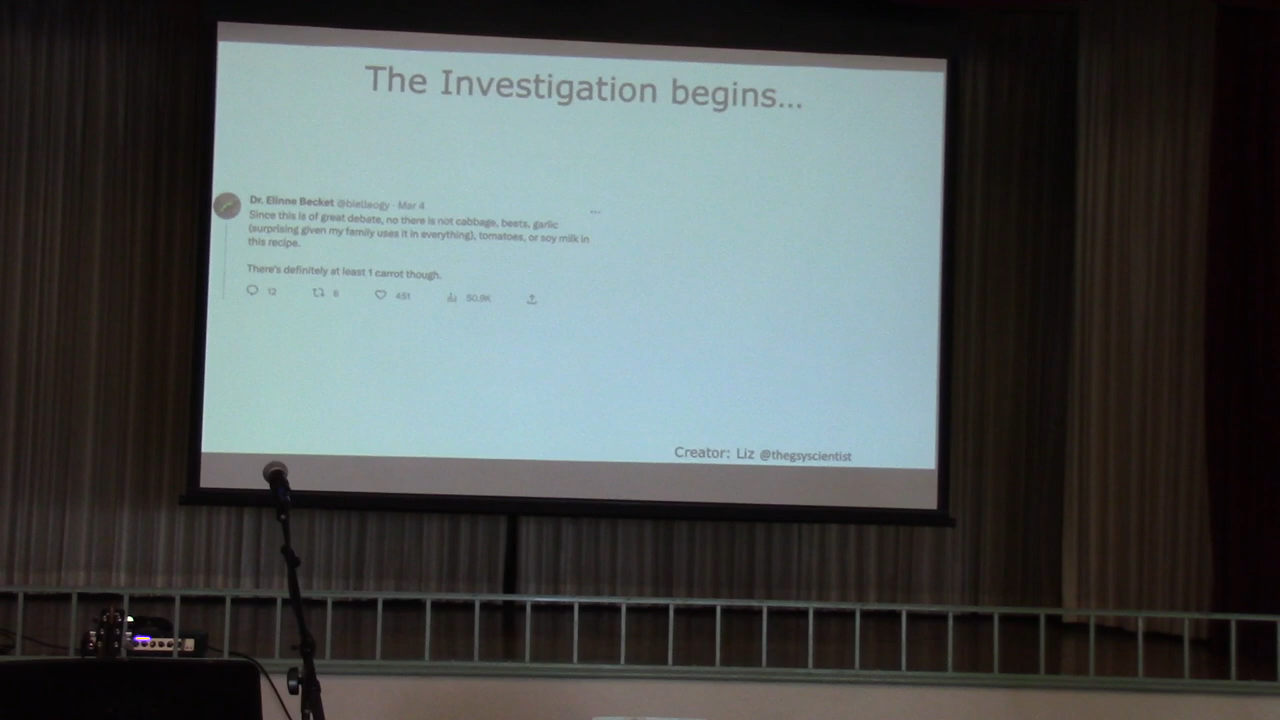 The Investigation begins...
Dr. Elinne Becket @bielleogy · Mar 4
Since this is of great debate, no there is not cabbage, beets, garlic
(surprising given my family uses it in everything), tomatoes, or soy milk in
this recipe.
There's definitely at least 1 carrot though.
12 6 451 50.9K
Creator: Liz @thegsyscientist